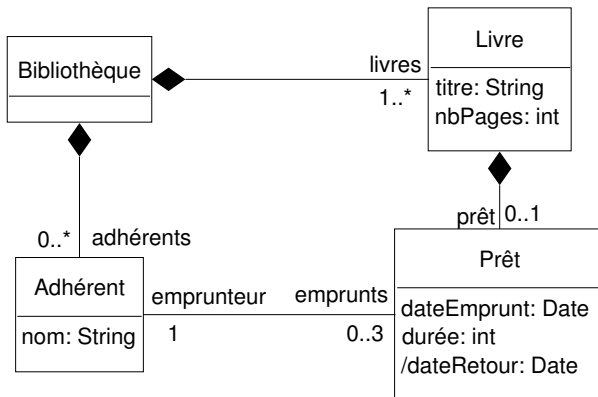 Bibliothèque
livres
1..*
Livre
titre: String
nbPages: int
0..*
adhérents
prêt
0..1
Adhérent
nom: String
emprunteur
1
emprunts
0..3
Prêt
dateEmprunt: Date
durée: int
/dateRetour: Date